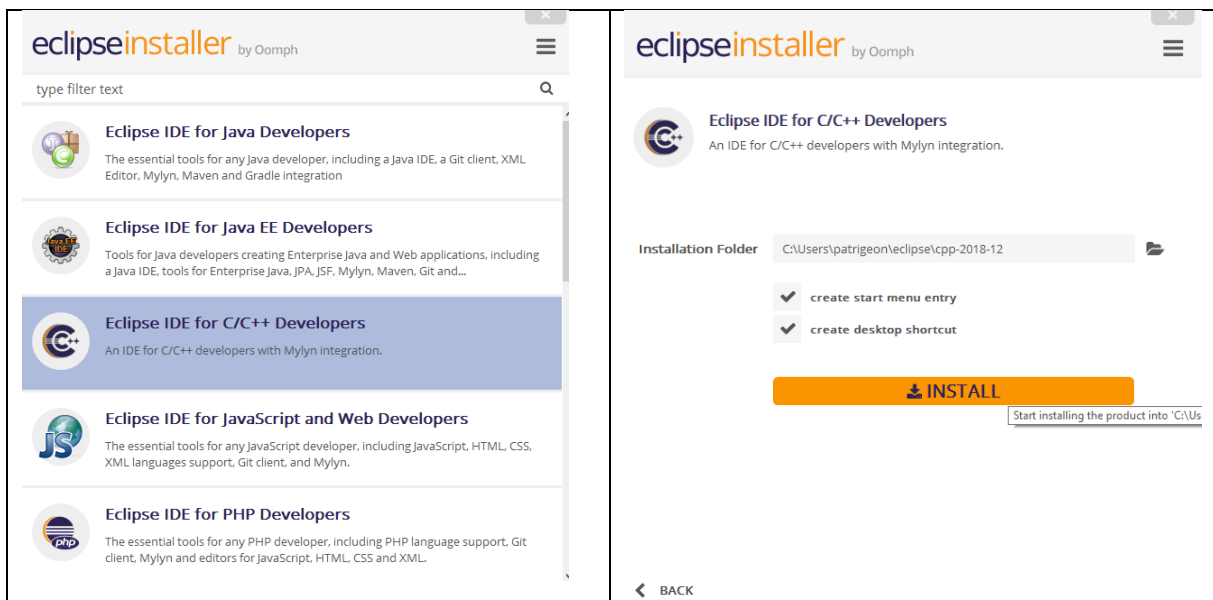 eclipseinstaller by Oomph
type filter text
Eclipse IDE for Java Developers
The essential tools for any Java developer, including a Java IDE, a Git client, XML
Editor, Mylyn, Maven and Gradle integration
Java EE
IDE
Eclipse IDE for Java EE Developers
Tools for Java developers creating Enterprise Java and Web applications, including
a Java IDE, tools for Enterprise Java, JPA, JSF, Mylyn, Maven, Git and...
C++
Eclipse IDE for C/C++ Developers
An IDE for C/C++ developers with Mylyn integration.
JS
Eclipse IDE for JavaScript and Web Developers
The essential tools for any JavaScript developer, including JavaScript, HTML, CSS,
XML languages support, Git client, and Mylyn.
php
Eclipse IDE for PHP Developers
The essential tools for any PHP developer, including PHP language support, Git
client, Mylyn and editors for JavaScript, HTML, CSS and XML.
eclipseinstaller by Oomph
C++
Eclipse IDE for C/C++ Developers
An IDE for C/C++ developers with Mylyn integration.
Installation Folder C:\Users\patrigeon\eclipse\cpp-2018-12
create start menu entry
create desktop shortcut
INSTALL
Start installing the product into 'C:\Us
BACK